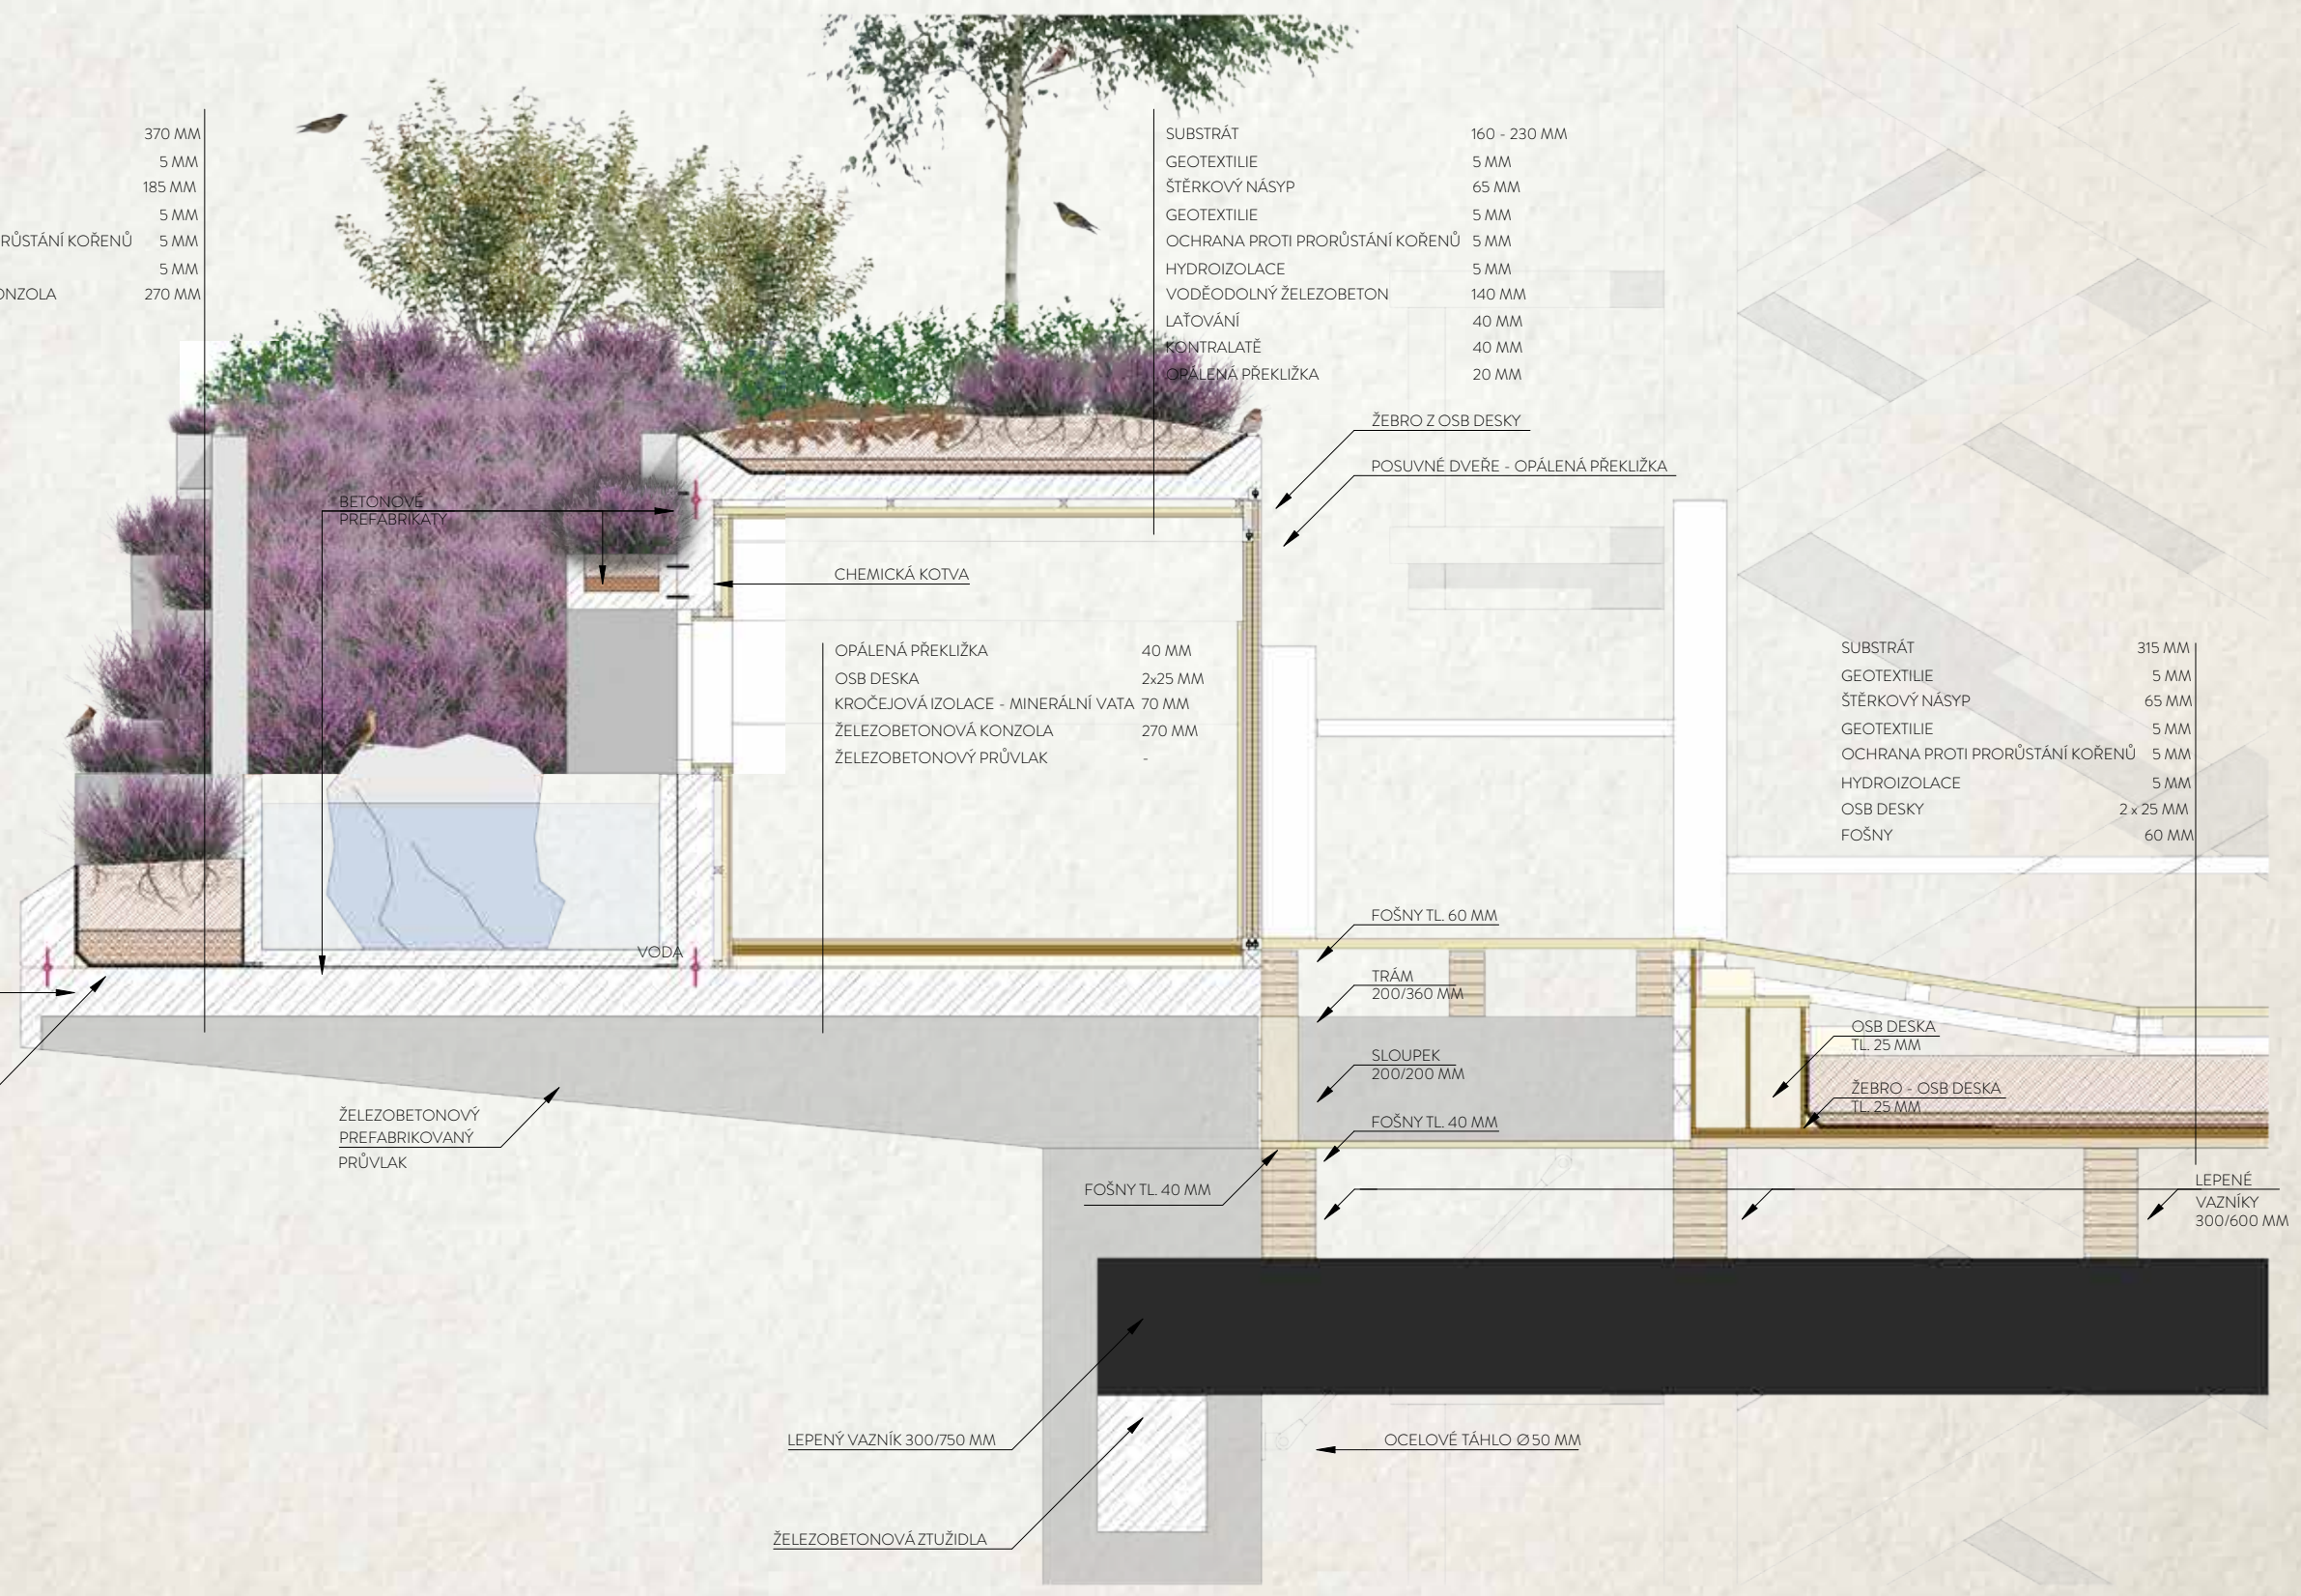 370 MM
5 MM
185 MM
5 MM
RŮSTÁNÍ KOŘENŮ 5 MM
5 MM
ONZOLA 270 MM
SUBSTRÁT 160 - 230 MM
GEOTEXTILIE 5 MM
ŠTĚRKOVÝ NÁSYP 65 MM
GEOTEXTILIE 5 MM
OCHRANA PROTI PRORŮSTÁNÍ KOŘENŮ 5 MM
HYDROIZOLACE 5 MM
VODĚODOLNÝ ŽELEZOBETON 140 MM
LAŤOVÁNÍ 40 MM
KONTRALATĚ 40 MM
OPÁLENÁ PŘEKLIŽKA 20 MM
ŽEBRO Z OSB DESKY
POSUVNÉ DVEŘE - OPÁLENÁ PŘEKLIŽKA
BETONOVÉ
PREFABRIKÁTY
CHEMICKÁ KOTVA
OPÁLENÁ PŘEKLIŽKA 40 MM
OSB DESKA 2x25 MM
KROČEJOVÁ IZOLACE - MINERÁLNÍ VATA 70 MM
ŽELEZOBETONOVÁ KONZOLA 270 MM
ŽELEZOBETONOVÝ PRŮVLAK -
SUBSTRÁT 315 MM
GEOTEXTILIE 5 MM
ŠTĚRKOVÝ NÁSYP 65 MM
GEOTEXTILIE 5 MM
OCHRANA PROTI PRORŮSTÁNÍ KOŘENŮ 5 MM
HYDROIZOLACE 5 MM
OSB DESKY 2 x 25 MM
FOŠNY 60 MM
VODA
FOŠNY TL. 60 MM
TRÁM
200/360 MM
SLOUPEK
200/200 MM
FOŠNY TL. 40 MM
OSB DESKA
TL. 25 MM
ŽEBRO - OSB DESKA
TL. 25 MM
ŽELEZOBETONOVÝ
PREFABRIKOVANÝ
PRŮVLAK
FOŠNY TL. 40 MM
LEPENÉ
VAZNÍKY
300/600 MM
LEPENÝ VAZNÍK 300/750 MM
OCELOVÉ TÁHLO Ø 50 MM
ŽELEZOBETONOVÁ ZTUŽIDLA